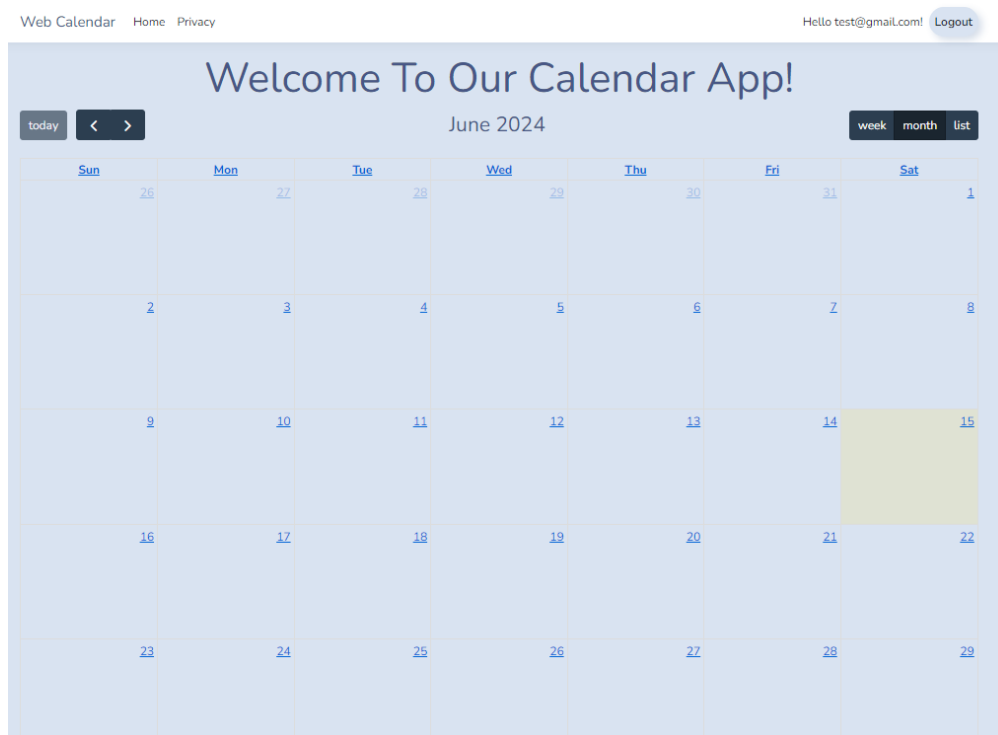 Web Calendar Home Privacy Hello test@gmail.com! Logout
Welcome To Our Calendar App!
today June 2024 week month list
Sun Mon Tue Wed Thu Fri Sat
26 27 28 29 30 31 1
2 3 4 5 6 7 8
9 10 11 12 13 14 15
16 17 18 19 20 21 22
23 24 25 26 27 28 29